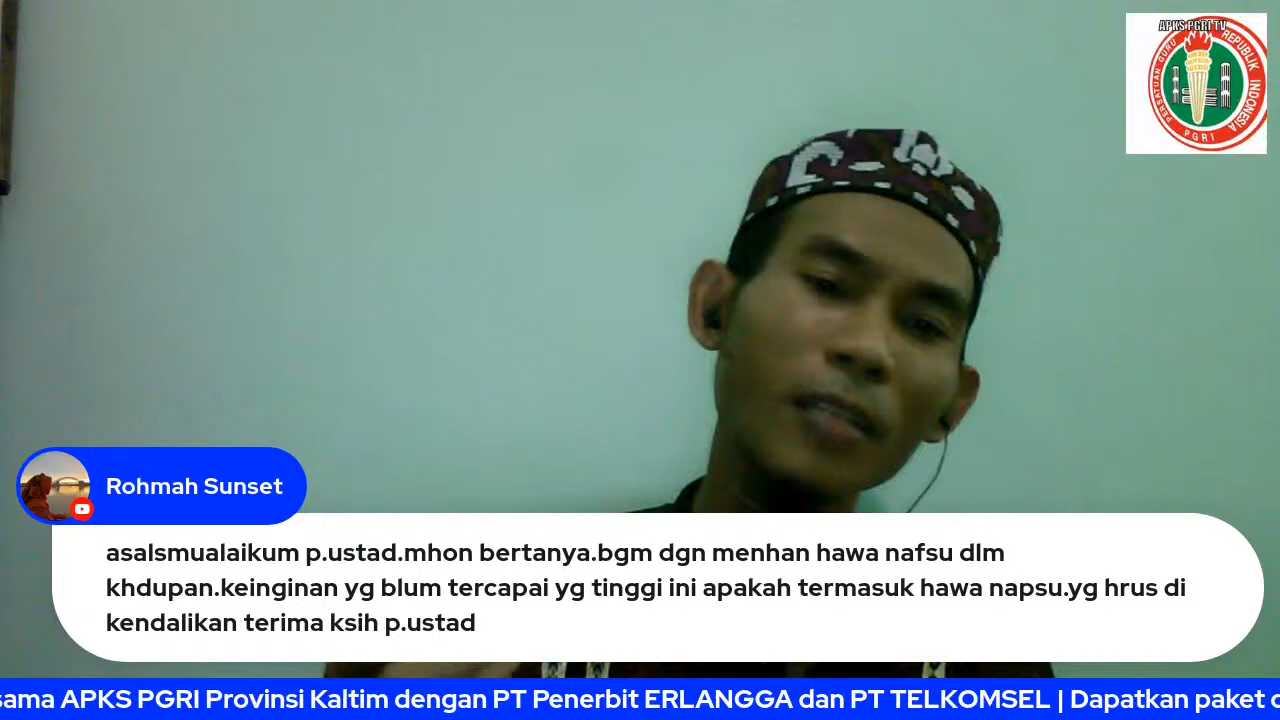 APKS PGRI TV
PERSATUAN GURU REPUBLIK INDONESIA
PGRI
Rohmah Sunset
asalsmualaikum p.ustad.mhon bertanya.bgm dgn menhan hawa nafsu dlm
khdupan.keinginan yg blum tercapai yg tinggi ini apakah termasuk hawa napsu.yg hrus di
kendalikan terima ksih p.ustad
sama APKS PGRI Provinsi Kaltim dengan PT Penerbit ERLANGGA dan PT TELKOMSEL | Dapatkan paket